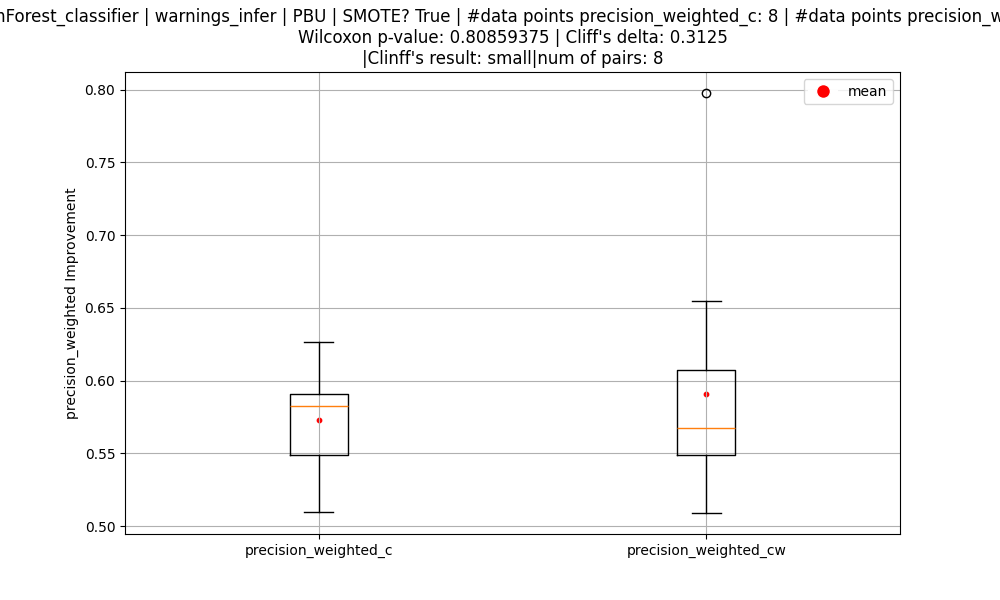 Forest_classifier | warnings_infer | PBU | SMOTE? True | #data points precision_weighted_c: 8 | #data points
Wilcoxon p-value: 0.80859375 | Cliff's delta: 0.3125
|Clinff's result: small|num of pairs: 8
mean
0.80
0.75
0.70
0.65
0.60
0.55
0.50
precision_weighted Improvement
precision_weighted_c
precision_weighted_cw